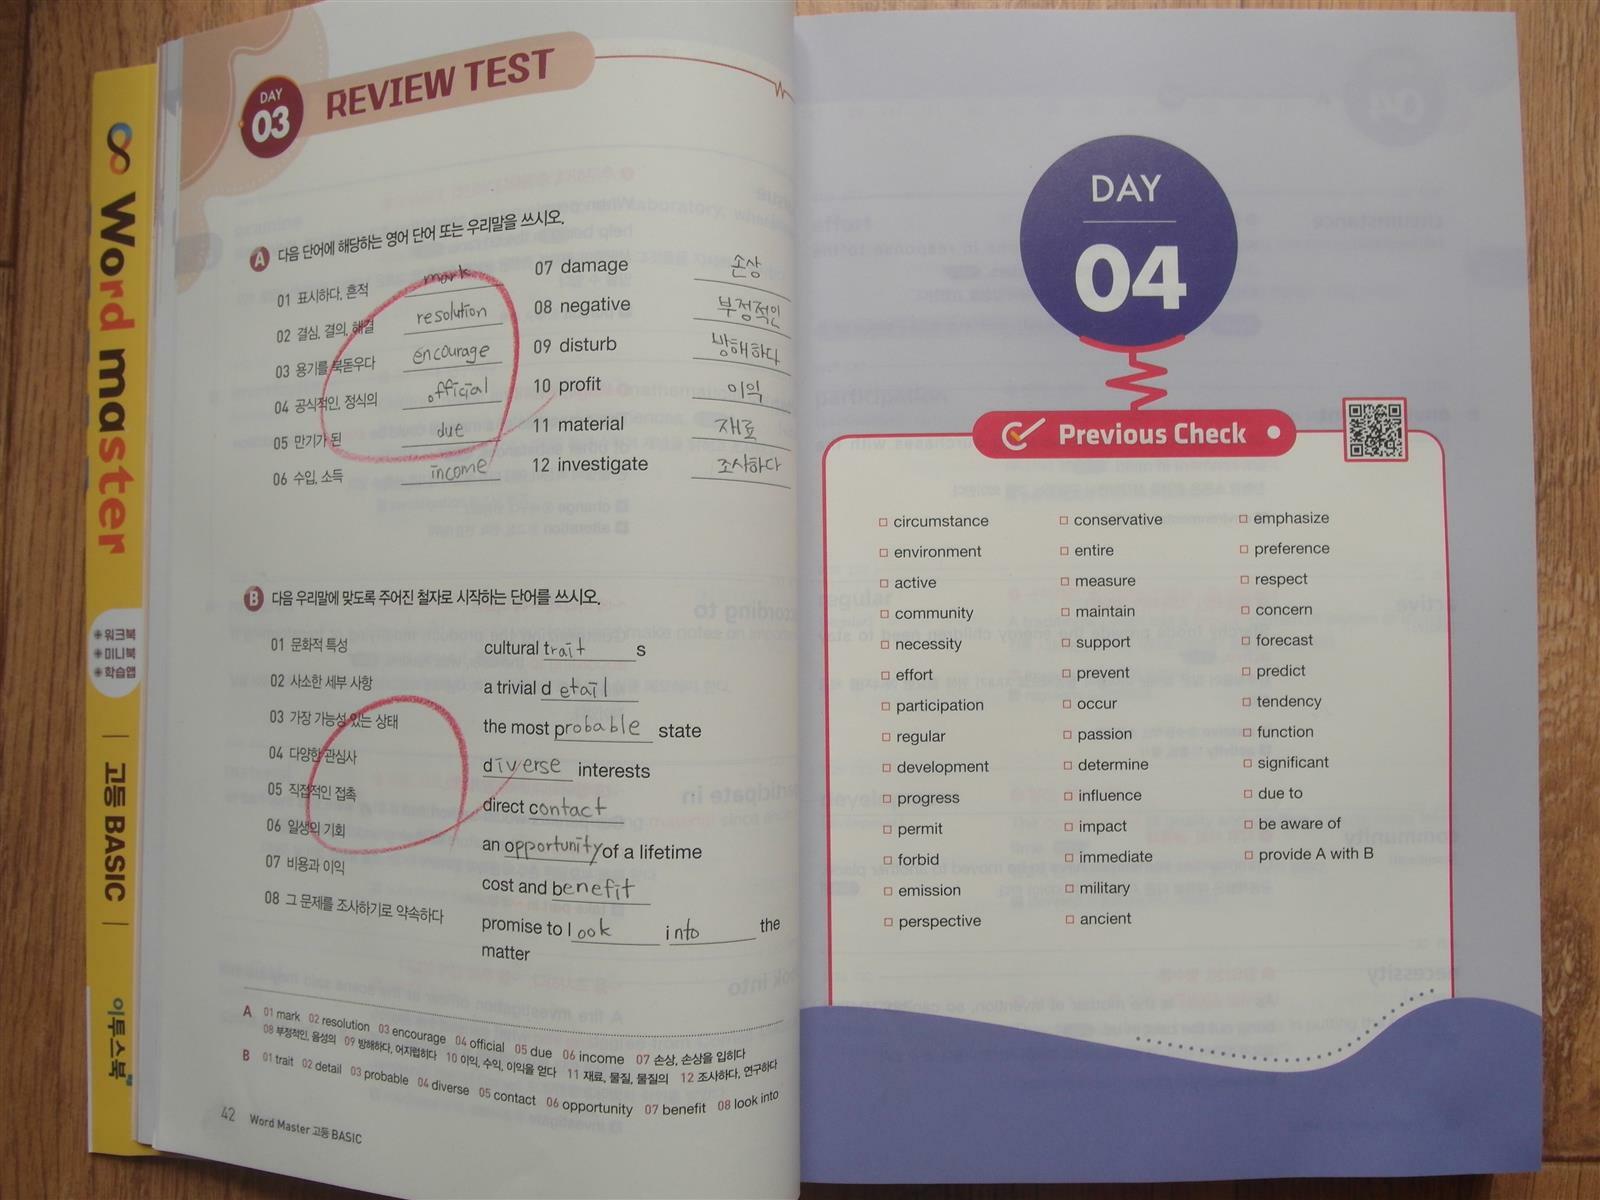 Word master
워크북
미니북
학습앱
고등 BASIC
이투스북
DAY
03
REVIEW TEST
A 다음 단어에 해당하는 영어 단어 또는 우리말을 쓰시오.
01 표시하다, 흔적 mark
02 결심, 결의, 해결 resolution
03 용기를 북돋우다 encourage
04 공식적인, 정식의 official
05 만기가 된 due
06 수입, 소득 income
07 damage 손상
08 negative 부정적인
09 disturb 방해하다
10 profit 이익
11 material 재료
12 investigate 조사하다
B 다음 우리말에 맞도록 주어진 철자로 시작하는 단어를 쓰시오.
01 문화적 특성 cultural traits
02 사소한 세부 사항 a trivial detail
03 가장 가능성 있는 상태 the most probable state
04 다양한 관심사 diverse interests
05 직접적인 접촉 direct contact
06 일생의 기회 an opportunity of a lifetime
07 비용과 이익 cost and benefit
08 그 문제를 조사하기로 약속하다 promise to look into the
matter
A 01 mark 02 resolution 03 encourage 04 official 05 due 06 income 07 손상, 손상을 입히다
08 부정적인, 음성의 09 방해하다, 어지럽히다 10 이익, 수익, 이익을 얻다 11 재료, 물질, 물질의 12 조사하다, 연구하다
B 01 trait 02 detail 03 probable 04 diverse 05 contact 06 opportunity 07 benefit 08 look into
42 Word Master 고등 BASIC
DAY
04
Previous Check
circumstance
environment
active
community
necessity
effort
participation
regular
development
progress
permit
forbid
emission
perspective
conservative
entire
measure
maintain
support
prevent
occur
passion
determine
influence
impact
immediate
military
ancient
emphasize
preference
respect
concern
forecast
predict
tendency
function
significant
due to
be aware of
provide A with B